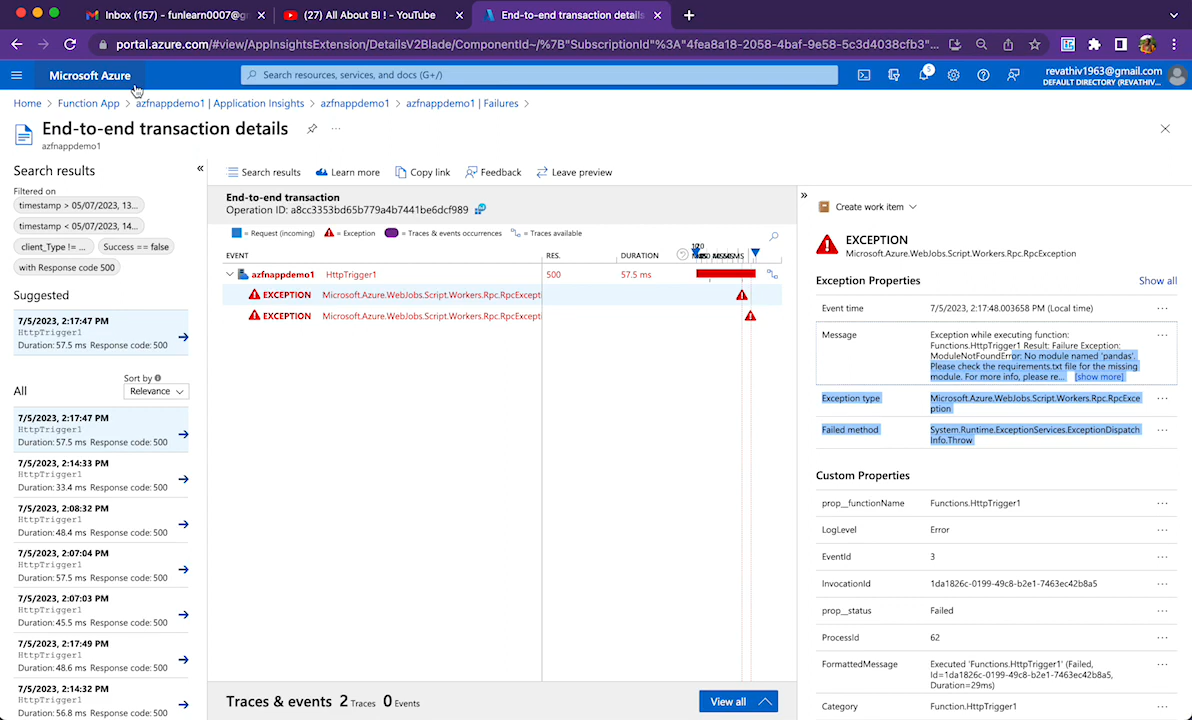 Inbox (157) - funlearn0007@g
(27) All About BI ! - YouTube
End-to-end transaction details
portal.azure.com/#view/AppInsightsExtension/DetailsV2Blade/ComponentId~/%7B"SubscriptionId"%3A"4fea8a18-2058-4baf-9e58-5c3d4038cfb3"...
Microsoft Azure
Search resources, services, and docs (G+/)
5
revathiv1963@gmail.com
DEFAULT DIRECTORY (REVATHIV...
Home > Function App > azfnappdemo1 | Application Insights > azfnappdemo1 > azfnappdemo1 | Failures >
End-to-end transaction details
...
azfnappdemo1
Search results
Filtered on
timestamp > 05/07/2023, 13...
timestamp < 05/07/2023, 14...
client_Type != ...
Success == false
with Response code 500
Suggested
7/5/2023, 2:17:47 PM
HttpTrigger1
Duration: 57.5 ms Response code: 500
All
Sort by
Relevance
7/5/2023, 2:17:47 PM
HttpTrigger1
Duration: 57.5 ms Response code: 500
7/5/2023, 2:14:33 PM
HttpTrigger1
Duration: 33.4 ms Response code: 500
7/5/2023, 2:08:32 PM
HttpTrigger1
Duration: 48.4 ms Response code: 500
7/5/2023, 2:07:04 PM
HttpTrigger1
Duration: 57.5 ms Response code: 500
7/5/2023, 2:07:03 PM
HttpTrigger1
Duration: 45.5 ms Response code: 500
7/5/2023, 2:17:49 PM
HttpTrigger1
Duration: 48.6 ms Response code: 500
7/5/2023, 2:14:32 PM
HttpTrigger1
Duration: 56.8 ms Response code: 500
Search results
Learn more
Copy link
Feedback
Leave preview
End-to-end transaction
Operation ID: a8cc3353bd65b779a4b7441be6dcf989
= Request (incoming)
= Exception
= Traces & events occurrences
= Traces available
EVENT
RES.
DURATION
azfnappdemo1 HttpTrigger1
500
57.5 ms
EXCEPTION Microsoft.Azure.WebJobs.Script.Workers.Rpc.RpcExcept
EXCEPTION Microsoft.Azure.WebJobs.Script.Workers.Rpc.RpcExcept
Traces & events 2 Traces 0 Events
View all
Create work item
EXCEPTION
Microsoft.Azure.WebJobs.Script.Workers.Rpc.RpcException
Exception Properties
Show all
Event time
7/5/2023, 2:17:48.003658 PM (Local time)
Message
Exception while executing function:
Functions.HttpTrigger1 Result: Failure Exception:
ModuleNotFoundError: No module named 'pandas'.
Please check the requirements.txt file for the missing
module. For more info, please re... [show more]
Exception type
Microsoft.Azure.WebJobs.Script.Workers.Rpc.RpcExce
ption
Failed method
System.Runtime.ExceptionServices.ExceptionDispatch
Info.Throw
Custom Properties
prop__functionName
Functions.HttpTrigger1
LogLevel
Error
EventId
3
InvocationId
1da1826c-0199-49c8-b2e1-7463ec42b8a5
prop__status
Failed
ProcessId
62
FormattedMessage
Executed 'Functions.HttpTrigger1' (Failed,
Id=1da1826c-0199-49c8-b2e1-7463ec42b8a5,
Duration=29ms)
Category
Function.HttpTrigger1